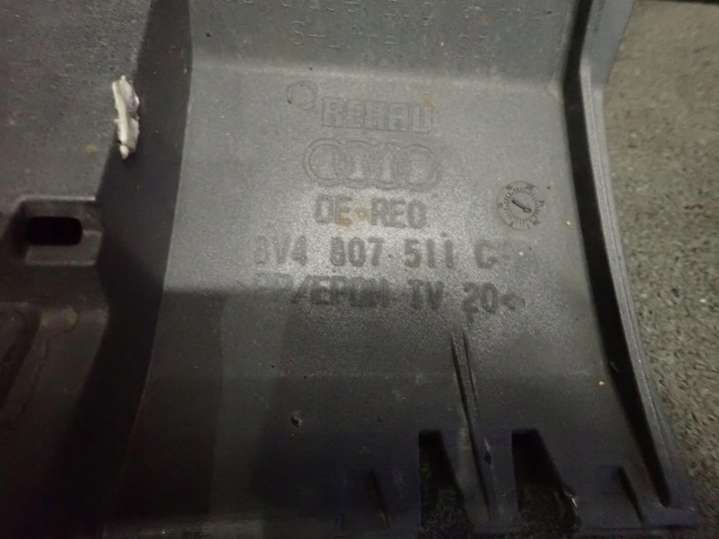 REHAU
DE-REO
8V4 807 511
PP/EPDM TV 20<